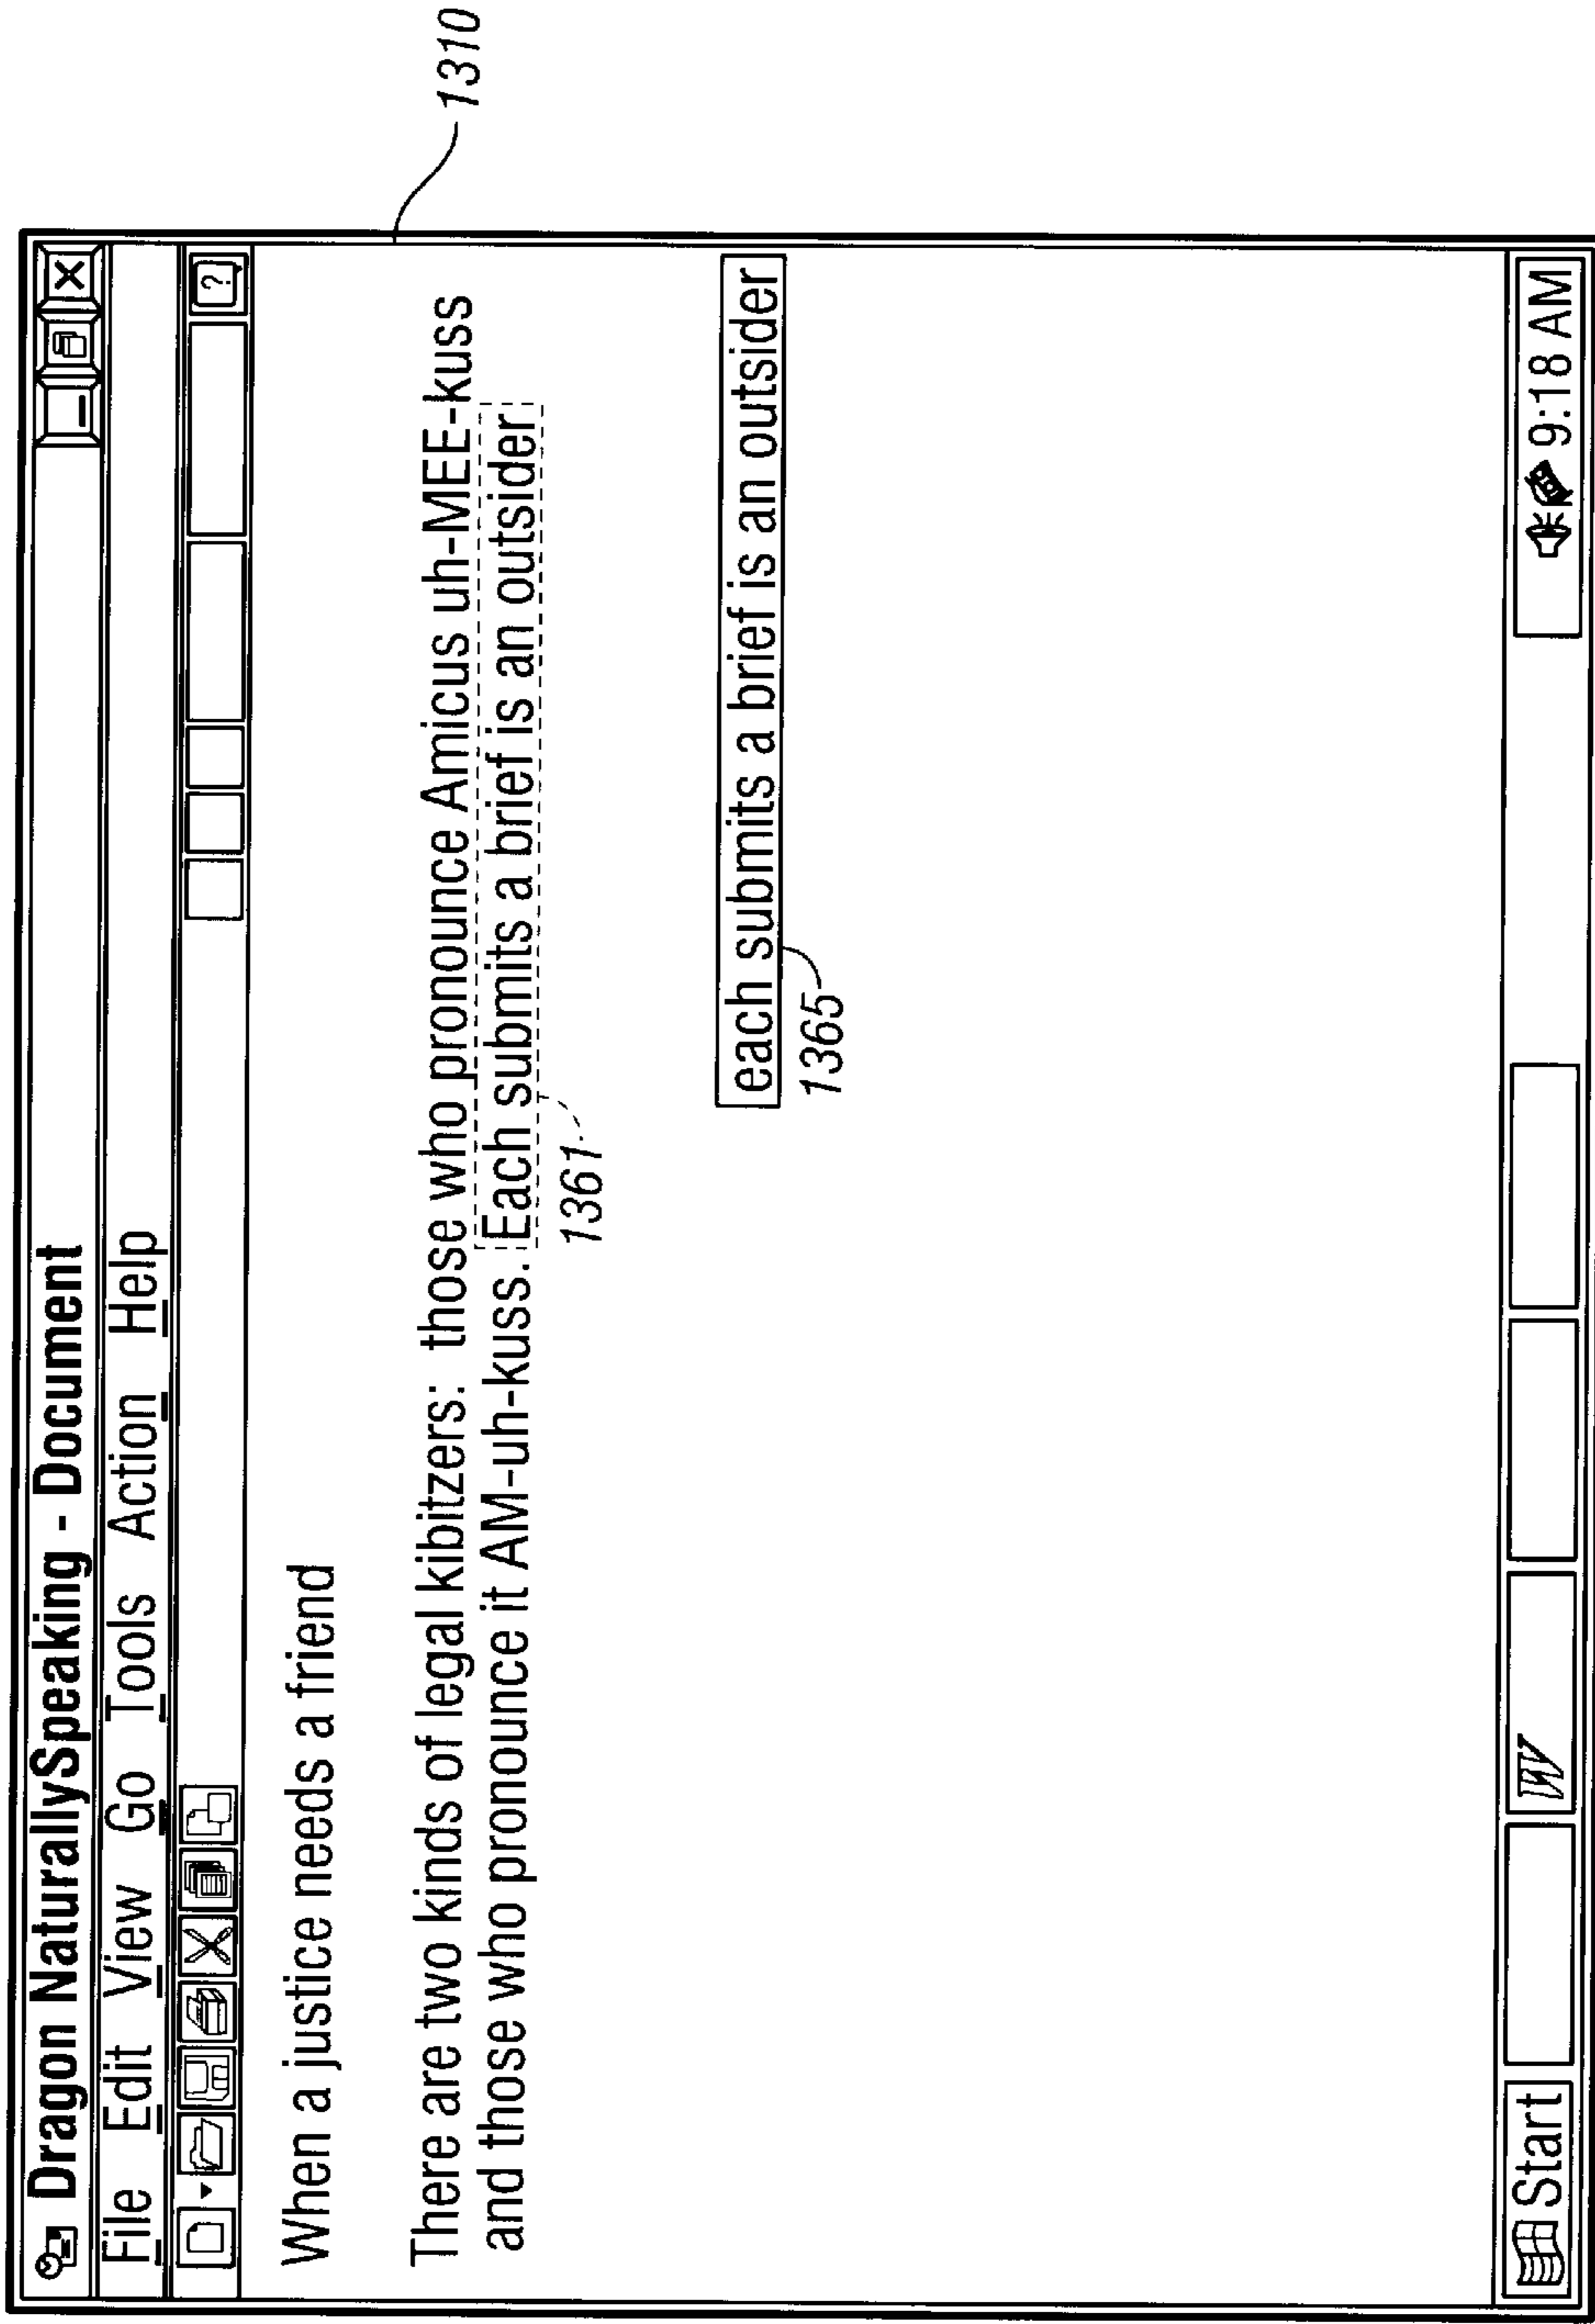 Dragon NaturallySpeaking - Document
File Edit View Go Tools Action Help
?
When a justice needs a friend
There are two kinds of legal kibitzers: those who pronounce Amicus uh-MEE-kuss
and those who pronounce it AM-uh-kuss. Each submits a brief is an outsider
1361
each submits a brief is an outsider
1365
Start
W
9:18 AM
1310